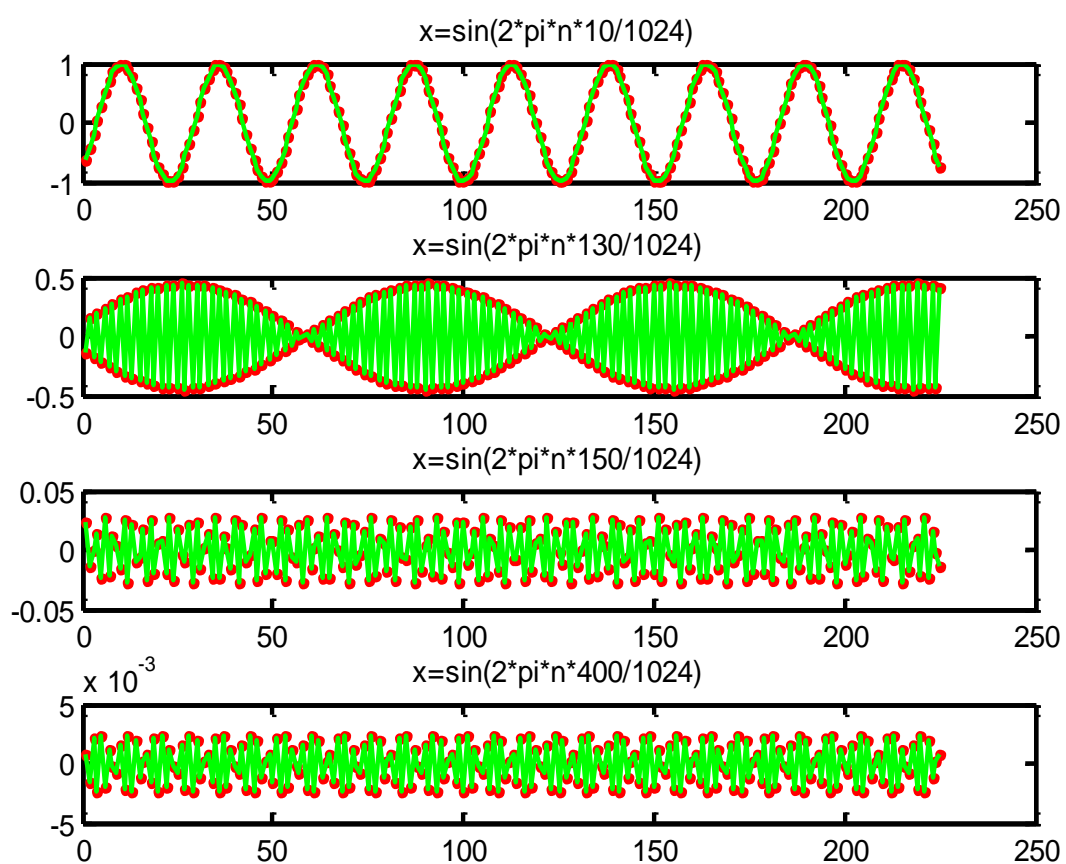 x=sin(2*pi*n*10/1024)
1
0
-1
0 50 100 150 200 250
x=sin(2*pi*n*130/1024)
0.5
0
-0.5
0 50 100 150 200 250
x=sin(2*pi*n*150/1024)
0.05
0
-0.05
0 50 100 150 200 250
x=sin(2*pi*n*400/1024)
x 10^-3
5
0
-5
0 50 100 150 200 250